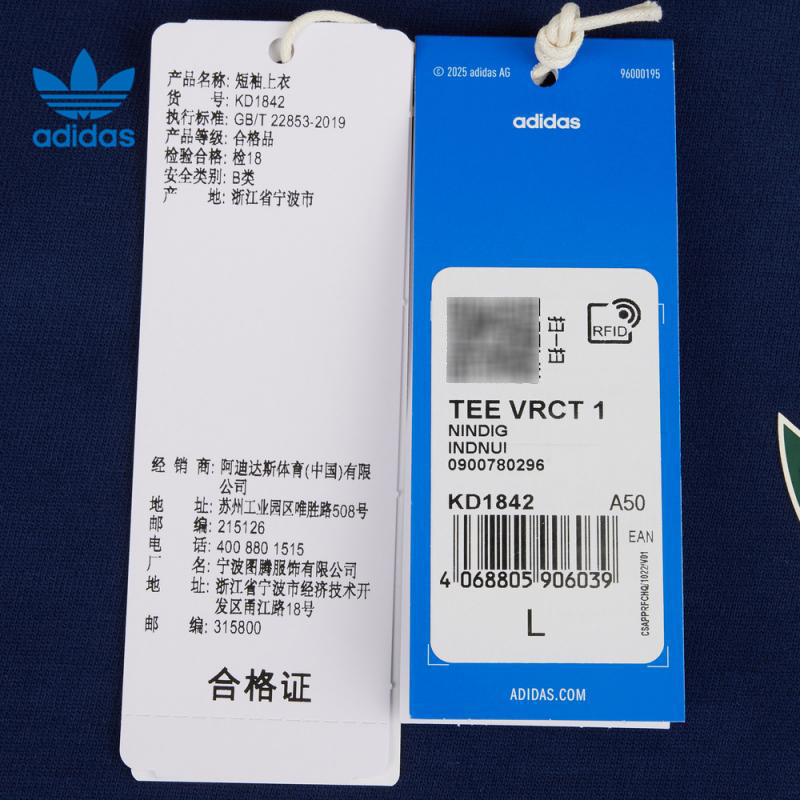 adidas
产品名称: 短袖上衣
货 号: KD1842
执行标准: GB/T 22853-2019
产品等级: 合格品
检验合格: 检18
安全类别: B类
产 地: 浙江省宁波市
经 销 商: 阿迪达斯体育(中国)有限
公司
地 址: 苏州工业园区唯胜路508号
邮 编: 215126
电 话: 400 880 1515
厂 名: 宁波图腾服饰有限公司
地 址: 浙江省宁波市经济技术开
发区甬江路18号
邮 编: 315800
合格证
© 2025 adidas AG
96000195
adidas
扫一扫
RFID
TEE VRCT 1
NINDIG
INDNUI
0900780296
KD1842 A50
EAN
4 068805 906039
L
CSAPPRFCHQ/1022/V01
ADIDAS.COM